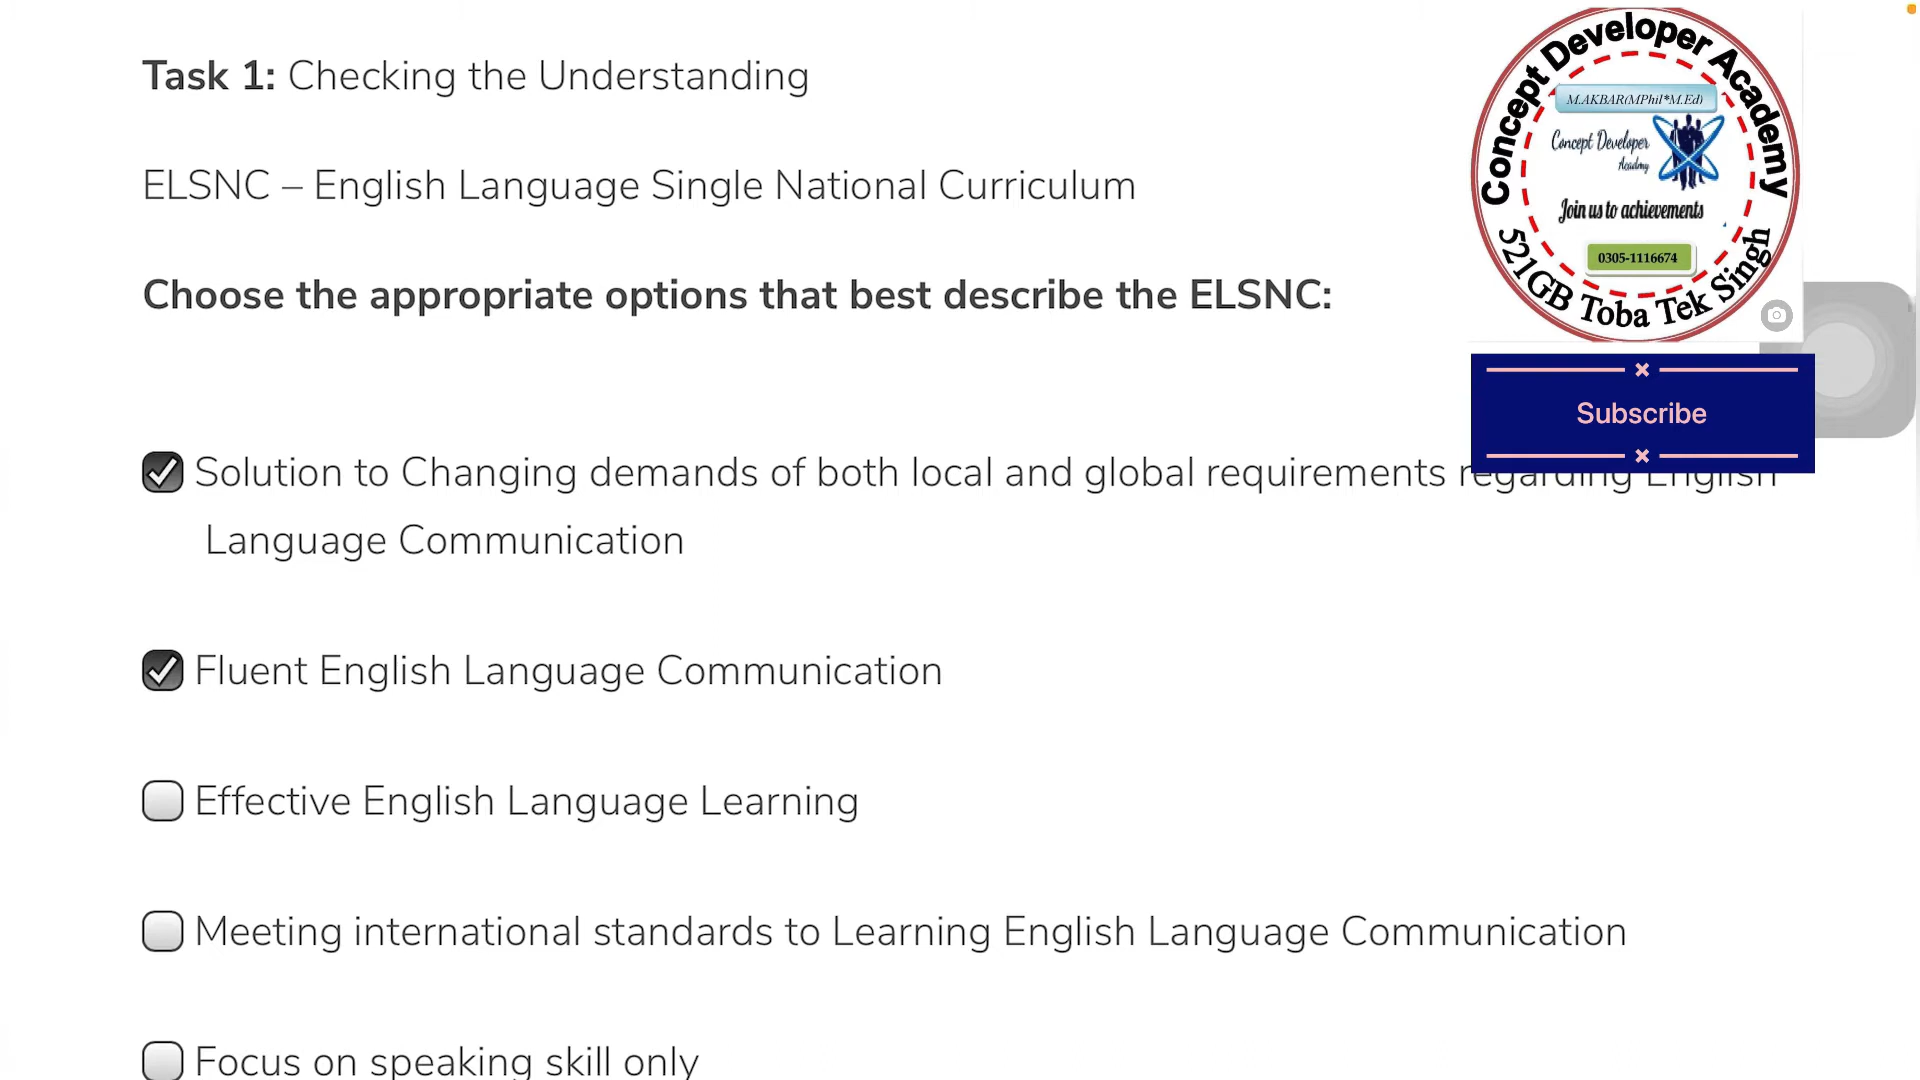 Task 1: Checking the Understanding
ELSNC – English Language Single National Curriculum
Choose the appropriate options that best describe the ELSNC:
Solution to Changing demands of both local and global requirements regarding English
Language Communication
Fluent English Language Communication
Effective English Language Learning
Meeting international standards to Learning English Language Communication
Focus on speaking skill only
Concept Developer Academy
M.AKBAR(MPhil*M.Ed)
Concept Developer
Academy
Join us to achievements
0305-1116674
521GB Toba Tek Singh
Subscribe